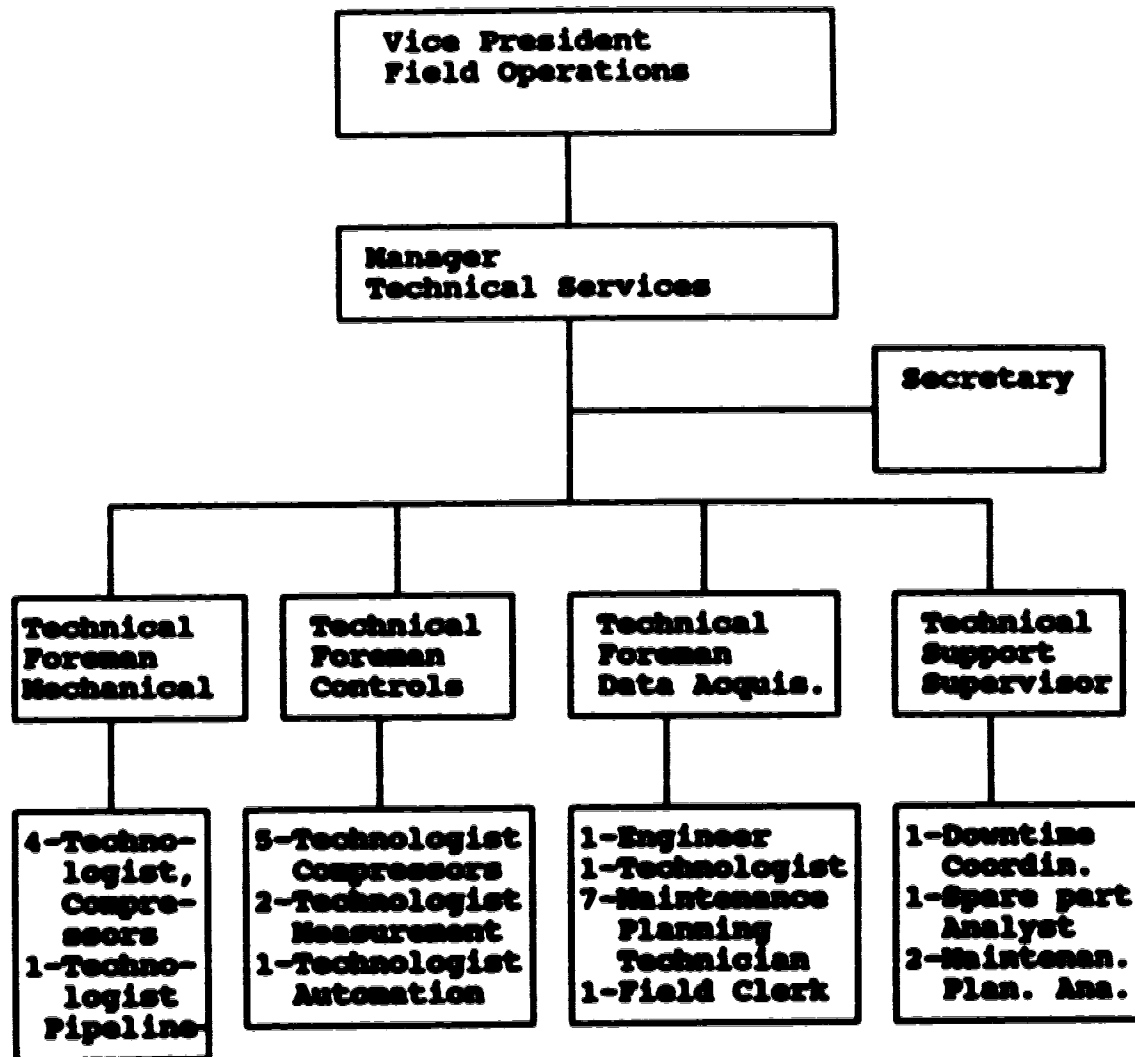 Vice President
Field Operations
Manager
Technical Services
Secretary
Technical
Foreman
Mechanical
Technical
Foreman
Controls
Technical
Foreman
Data Acquis.
Technical
Support
Supervisor
4-Techno-
logist,
Compre-
ssors
1-Techno-
logist
Pipeline-
5-Technologist
Compressors
2-Technologist
Measurement
1-Technologist
Automation
1-Engineer
1-Technologist
7-Maintenance
Planning
Technician
1-Field Clerk
1-Downtime
Coordin.
1-Spare part
Analyst
2-Maintenan.
Plan. Ana.